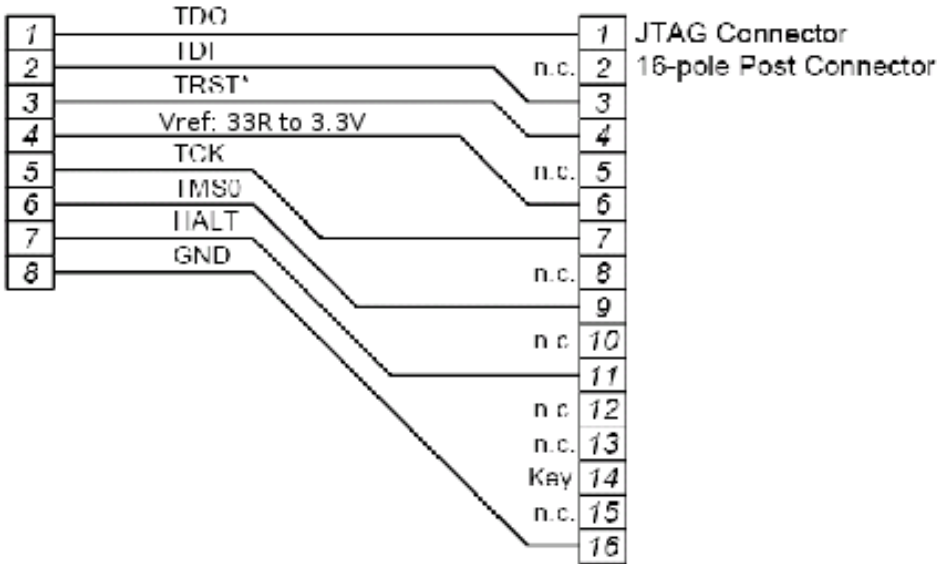 TDO
1
1
JTAG Connector
TDI
2
n.c. 2
16-pole Post Connector
TRST*
3
3
Vref: 33R to 3.3V
4
4
TCK
5
n.c. 5
TMS0
6
6
HALT
7
7
GND
8
n.c. 8
9
n c 10
11
n c 12
n.c. 13
Key 14
n.c. 15
16